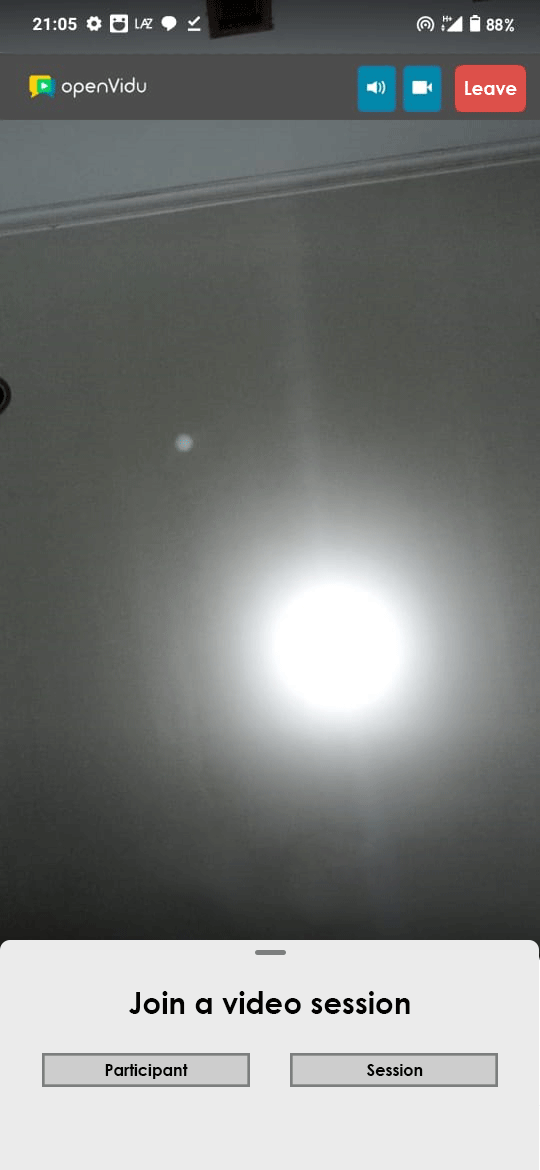 21:05 LAZ H+ 88%
openVidu
Leave
Join a video session
Participant Session